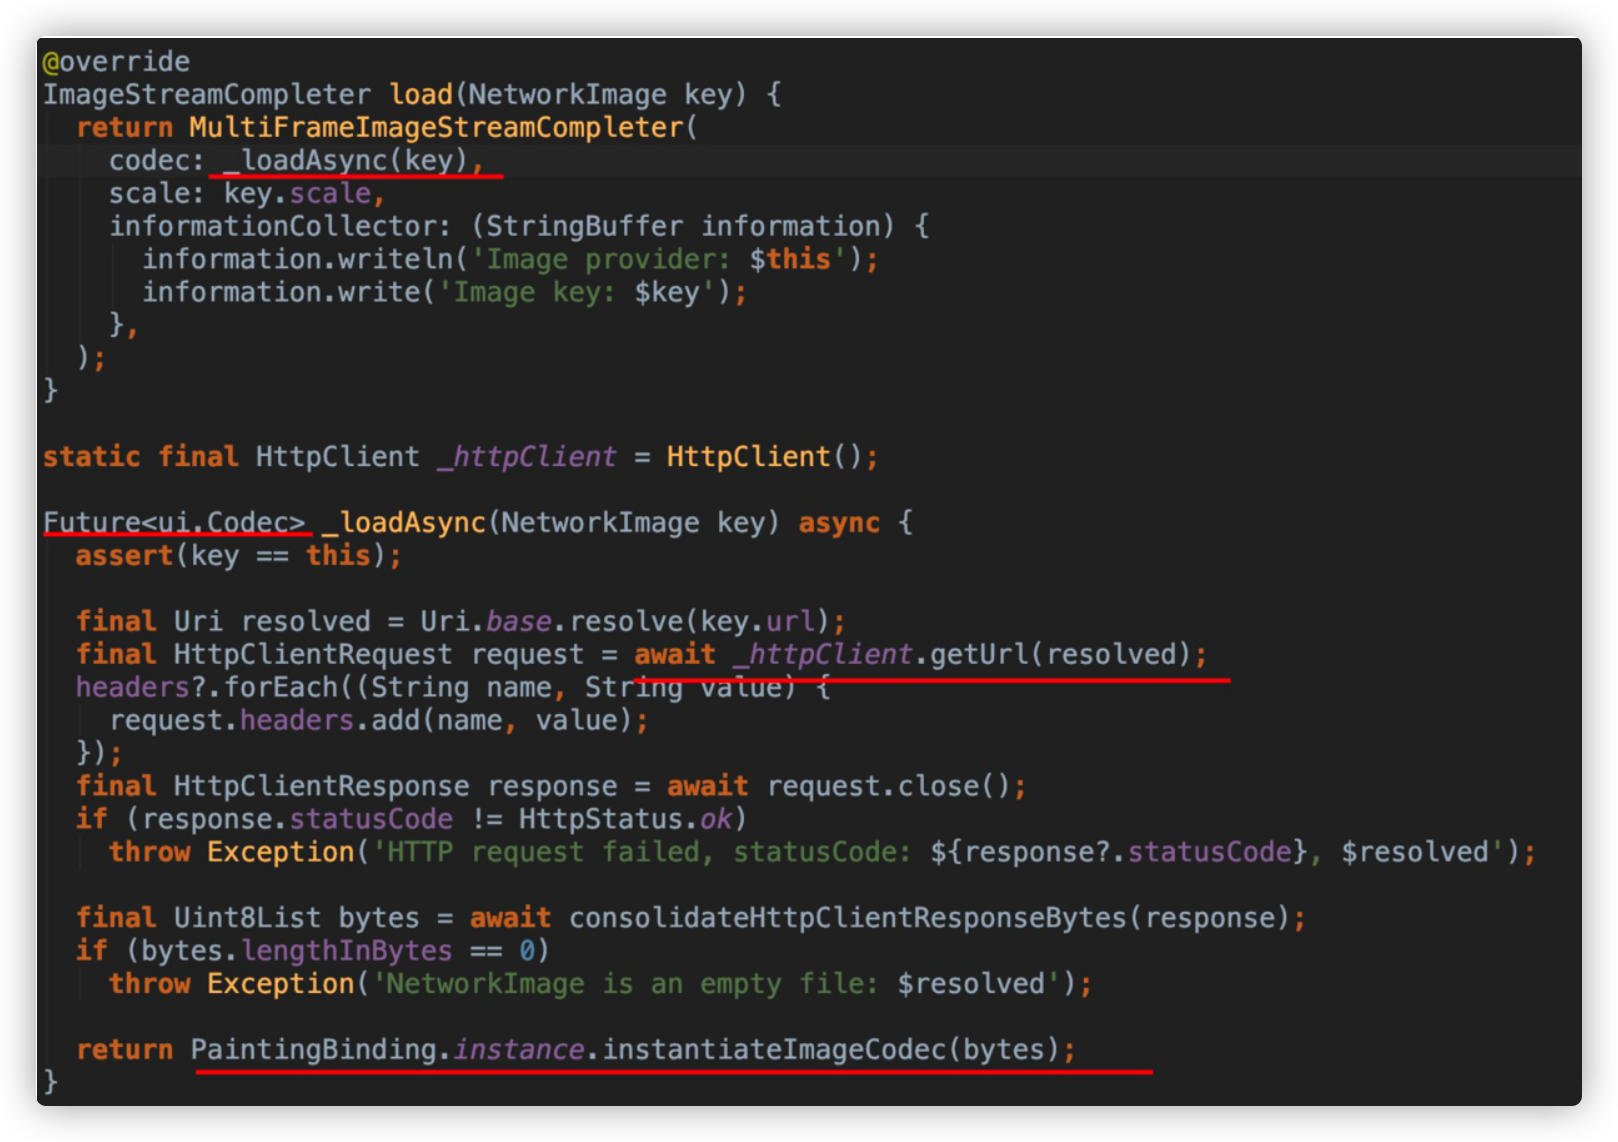 @override
ImageStreamCompleter load(NetworkImage key) {
  return MultiFrameImageStreamCompleter(
    codec: _loadAsync(key),
    scale: key.scale,
    informationCollector: (StringBuffer information) {
      information.writeln('Image provider: $this');
      information.write('Image key: $key');
    },
  );
}

static final HttpClient _httpClient = HttpClient();

Future<ui.Codec> _loadAsync(NetworkImage key) async {
  assert(key == this);

  final Uri resolved = Uri.base.resolve(key.url);
  final HttpClientRequest request = await _httpClient.getUrl(resolved);
  headers?.forEach((String name, String value) {
    request.headers.add(name, value);
  });
  final HttpClientResponse response = await request.close();
  if (response.statusCode != HttpStatus.ok)
    throw Exception('HTTP request failed, statusCode: ${response?.statusCode}, $resolved');

  final Uint8List bytes = await consolidateHttpClientResponseBytes(response);
  if (bytes.lengthInBytes == 0)
    throw Exception('NetworkImage is an empty file: $resolved');

  return PaintingBinding.instance.instantiateImageCodec(bytes);
}